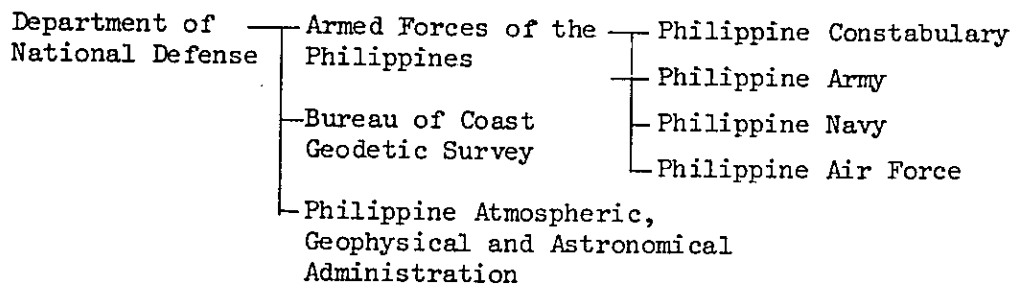 Department of
National Defense
Armed Forces of the
Philippines
Philippine Constabulary
Philippine Army
Philippine Navy
Philippine Air Force
Bureau of Coast
Geodetic Survey
Philippine Atmospheric,
Geophysical and Astronomical
Administration